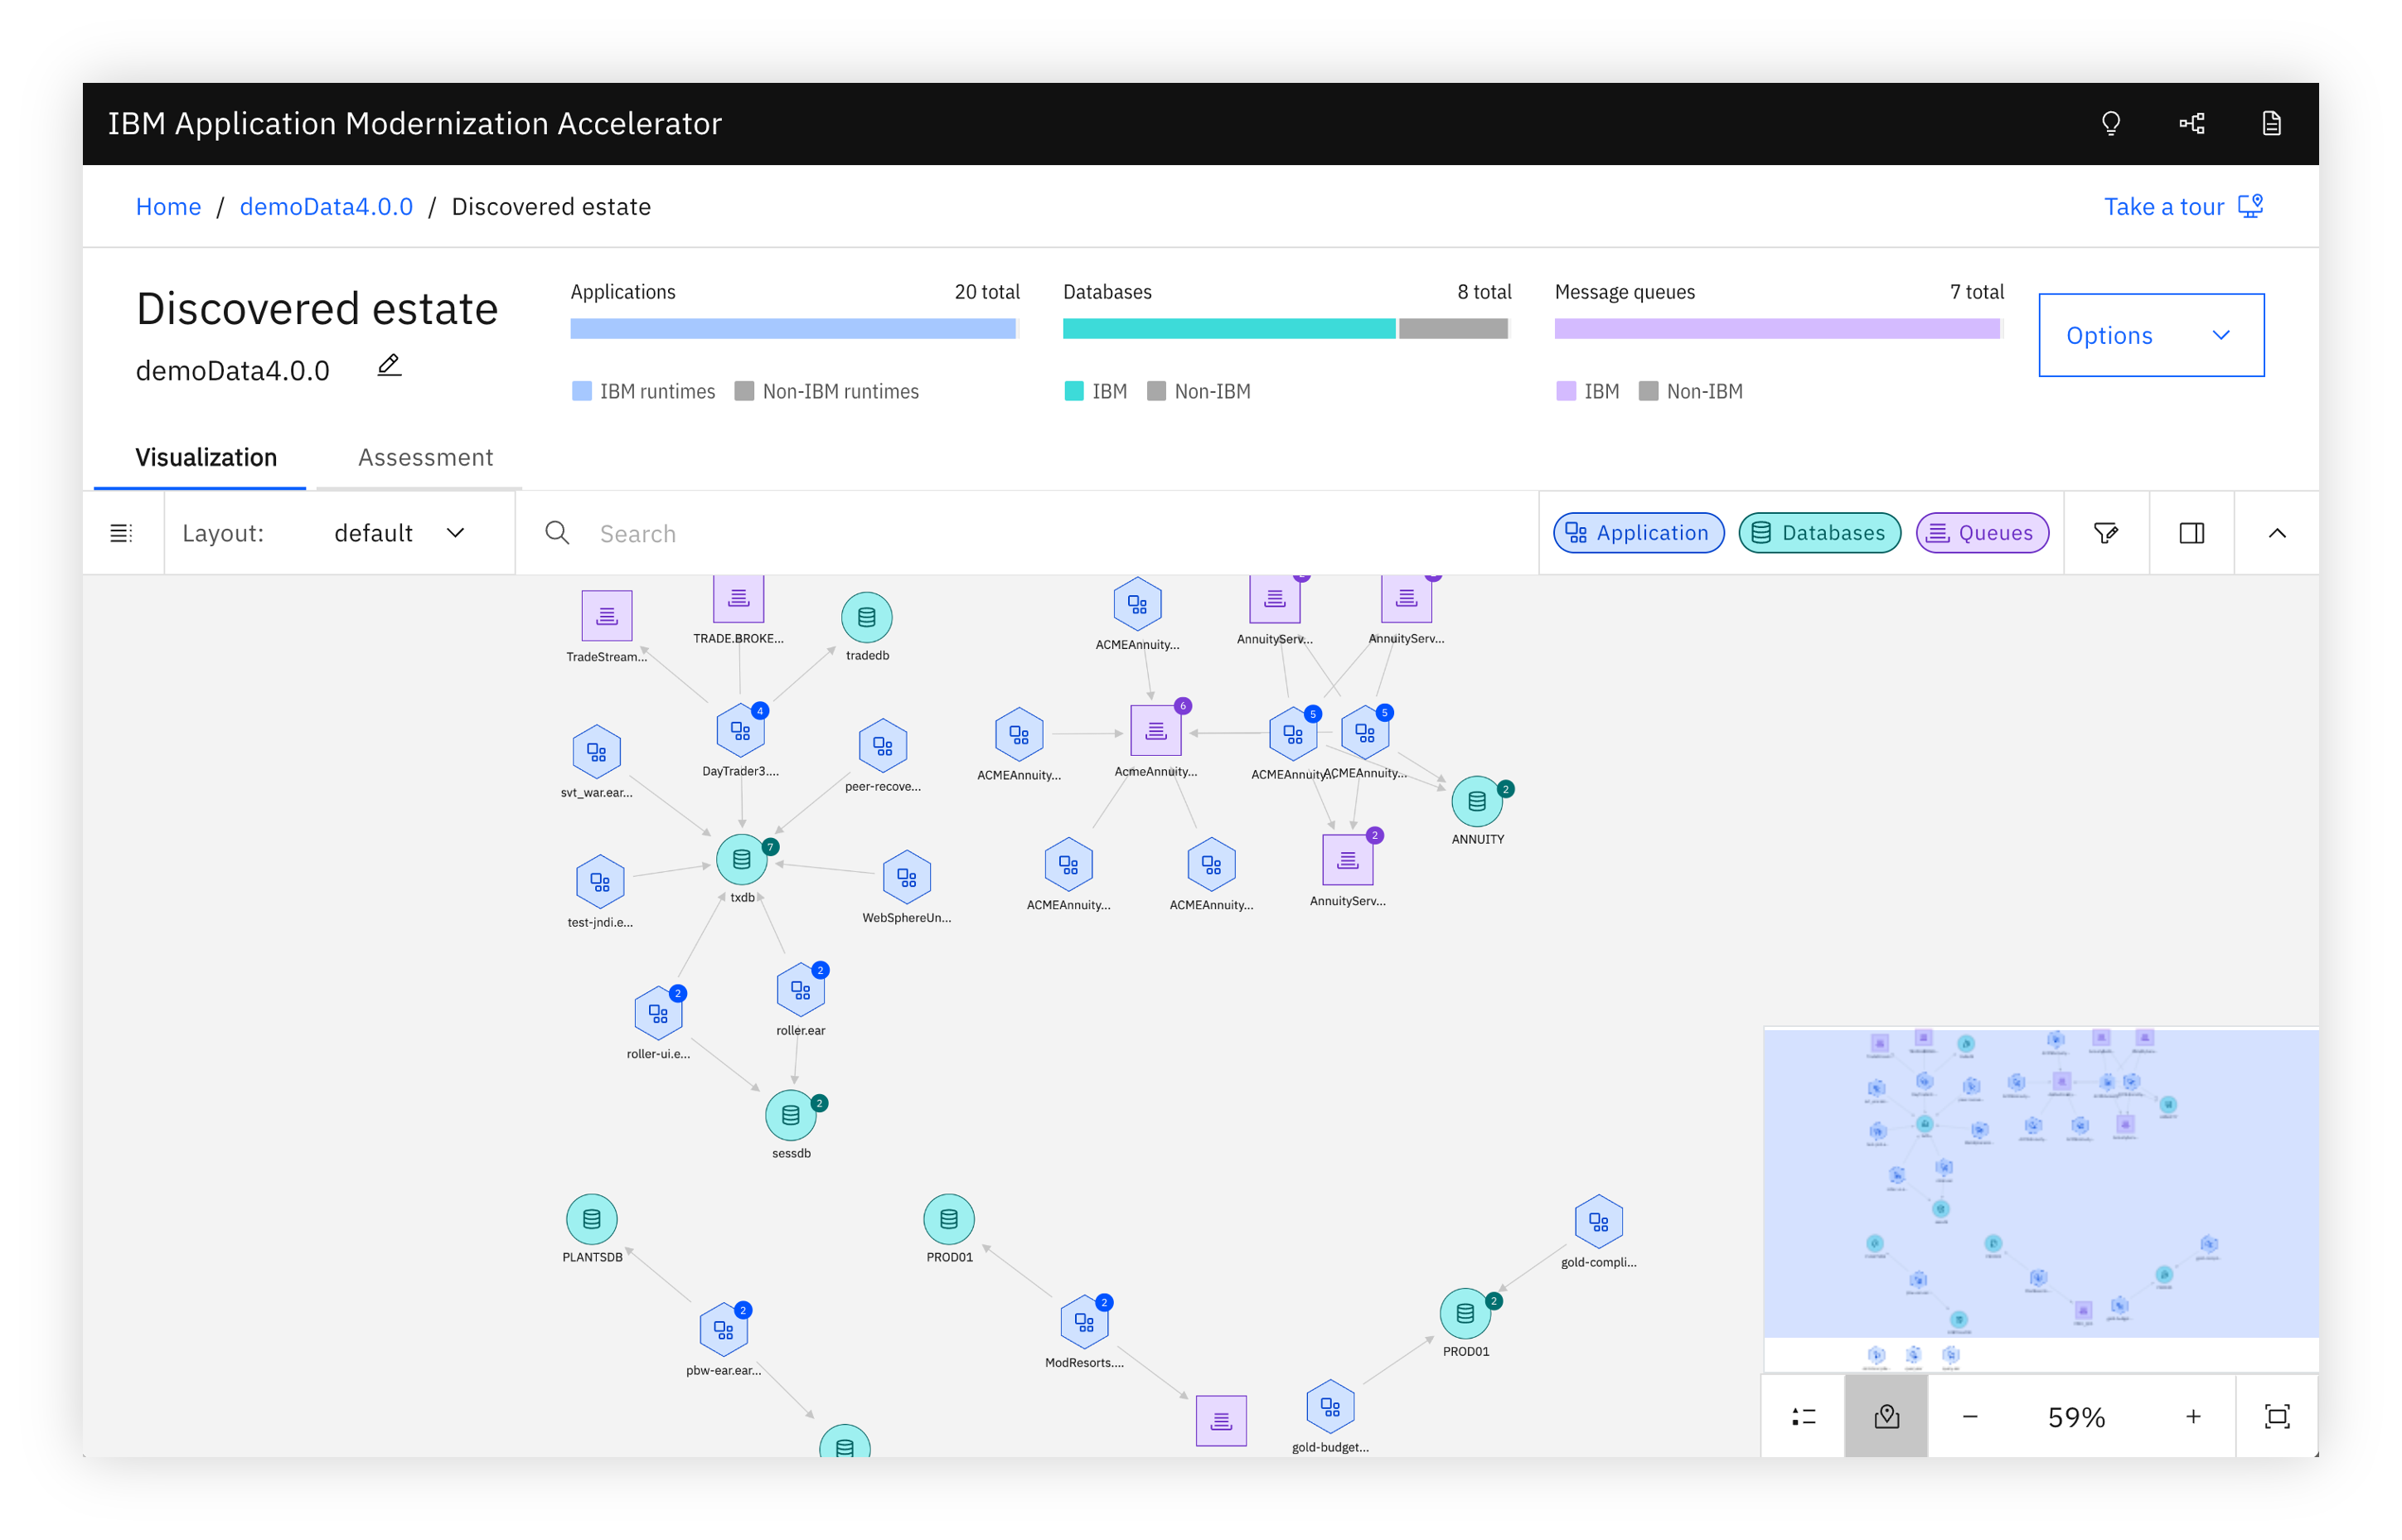 IBM Application Modernization Accelerator
Home / demoData4.0.0 / Discovered estate
Take a tour
Discovered estate
demoData4.0.0
Applications 20 total
IBM runtimes Non-IBM runtimes
Databases 8 total
IBM Non-IBM
Message queues 7 total
IBM Non-IBM
Options
Visualization Assessment
Layout: default
Search
Application Databases Queues
TradeStream...
TRADE.BROKE...
tradedb
ACMEAnnuity...
AnnuityServ...
AnnuityServ...
4
DayTrader3....
svt_war.ear...
peer-recove...
ACMEAnnuity...
6
AcmeAnnuity...
5
ACMEAnnuity...
5
ACMEAnnuity...
2
ANNUITY
7
txdb
test-jndi.e...
WebSphereUn...
ACMEAnnuity...
ACMEAnnuity...
2
AnnuityServ...
2
roller-ui.e...
2
roller.ear
2
sessdb
PLANTSDB
PROD01
gold-compli...
2
pbw-ear.ear...
2
ModResorts....
2
PROD01
gold-budget...
59%